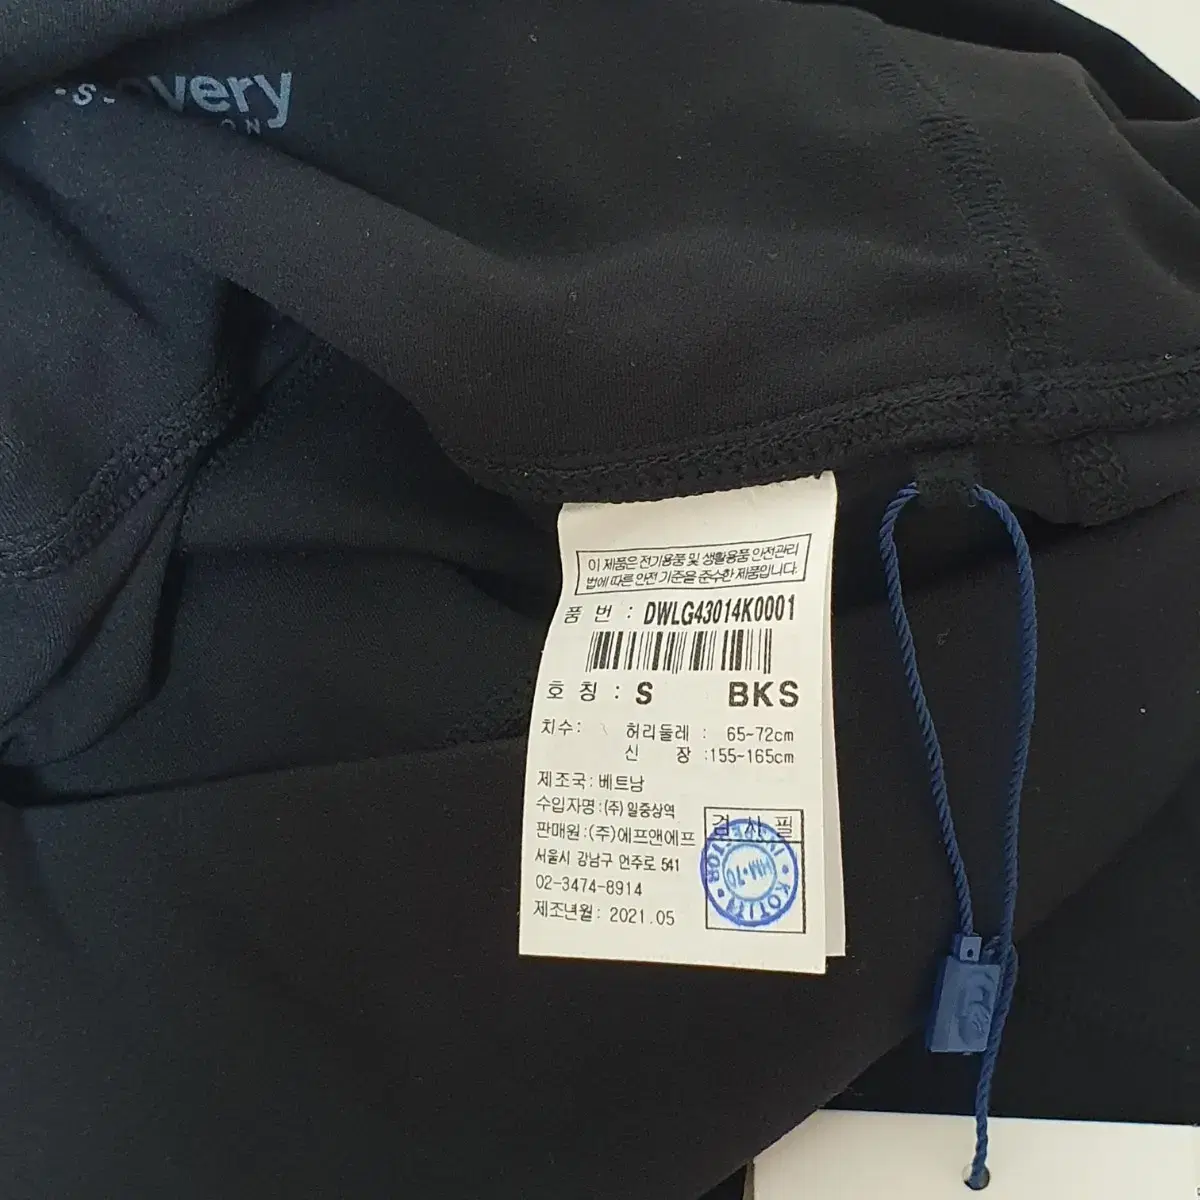 very
ON
이 제품은 전기용품 및 생활용품 안전관리
법에 따른 안전 기준을 준수한 제품입니다.
품 번 : DWLG43014K0001
호 칭 : S BKS
치수: 허리둘레 : 65~72cm
신 장 :155~165cm
제조국: 베트남
수입자명 :(주) 일중상역
판매원 :(주)에프앤에프
서울시 강남구 언주로 541
02-3474-8914
제조년월: 2021.05
검 사 필
INSPECTOR
HM·70
KOTITI